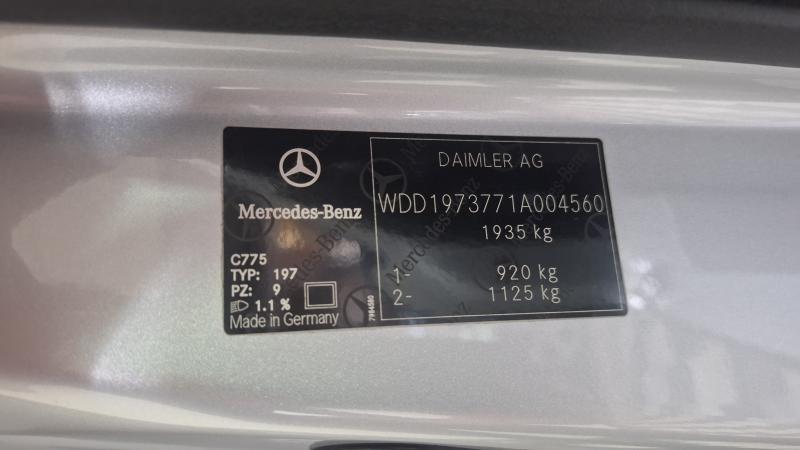 Mercedes-Benz
C775
TYP: 197
PZ: 9
1.1 %
Made in Germany
7984580
DAIMLER AG
WDD1973771A004560
1935 kg
1- 920 kg
2- 1125 kg